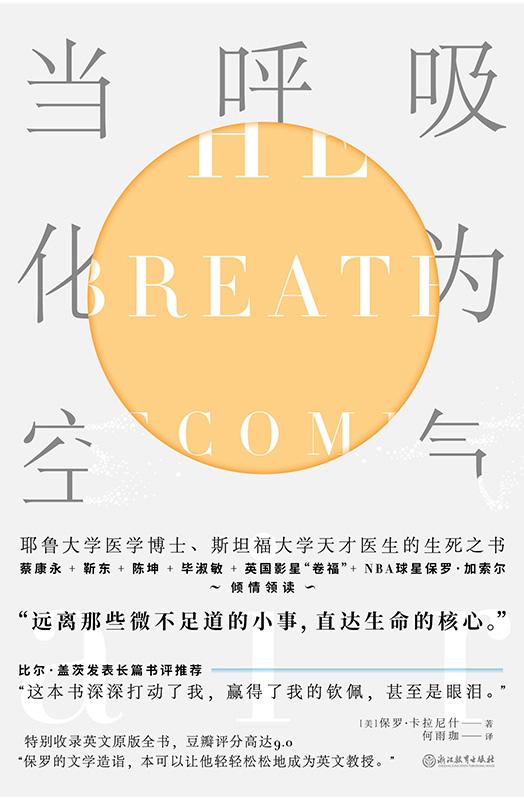 当呼吸
HE
化为
BREATH
空气
ECOME
air
耶鲁大学医学博士、斯坦福大学天才医生的生死之书
蔡康永 + 靳东 + 陈坤 + 毕淑敏 + 英国影星“卷福”+ NBA球星保罗·加索尔
~ 倾情领读 ~
“远离那些微不足道的小事，直达生命的核心。”
比尔·盖茨发表长篇书评推荐
“这本书深深打动了我，赢得了我的钦佩，甚至是眼泪。”
［美］保罗·卡拉尼什——著
何雨珈——译
特别收录英文原版全书，豆瓣评分高达9.0
“保罗的文学造诣，本可以让他轻轻松松地成为英文教授。”
浙江教育出版社